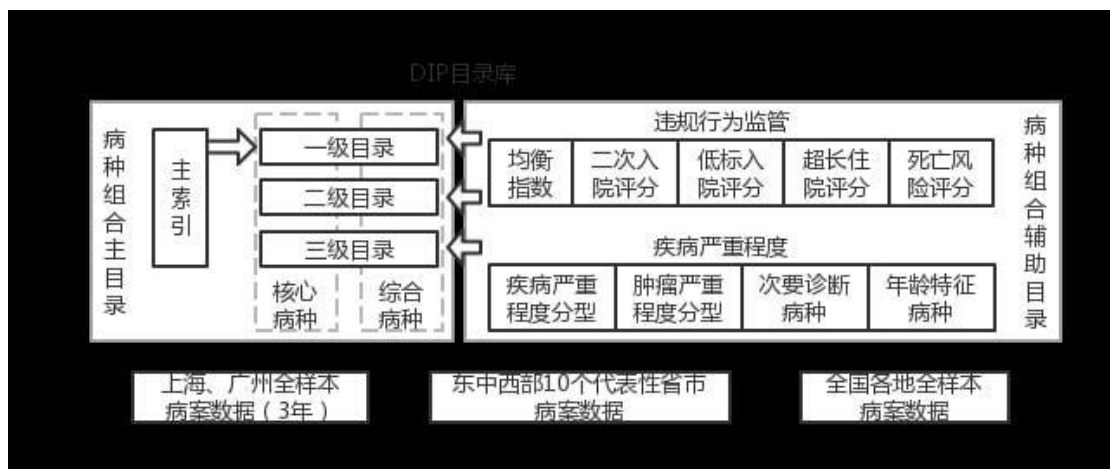 DIP目录库
病种组合主目录
主索引
一级目录
二级目录
三级目录
核心
病种
综合
病种
违规行为监管
均衡
指数
二次入
院评分
低标入
院评分
超长住
院评分
死亡风
险评分
疾病严重程度
疾病严重
程度分型
肿瘤严重
程度分型
次要诊断
病种
年龄特征
病种
病种组合辅助目录
上海、广州全样本
病案数据（3年）
东中西部10个代表性省市
病案数据
全国各地全样本
病案数据